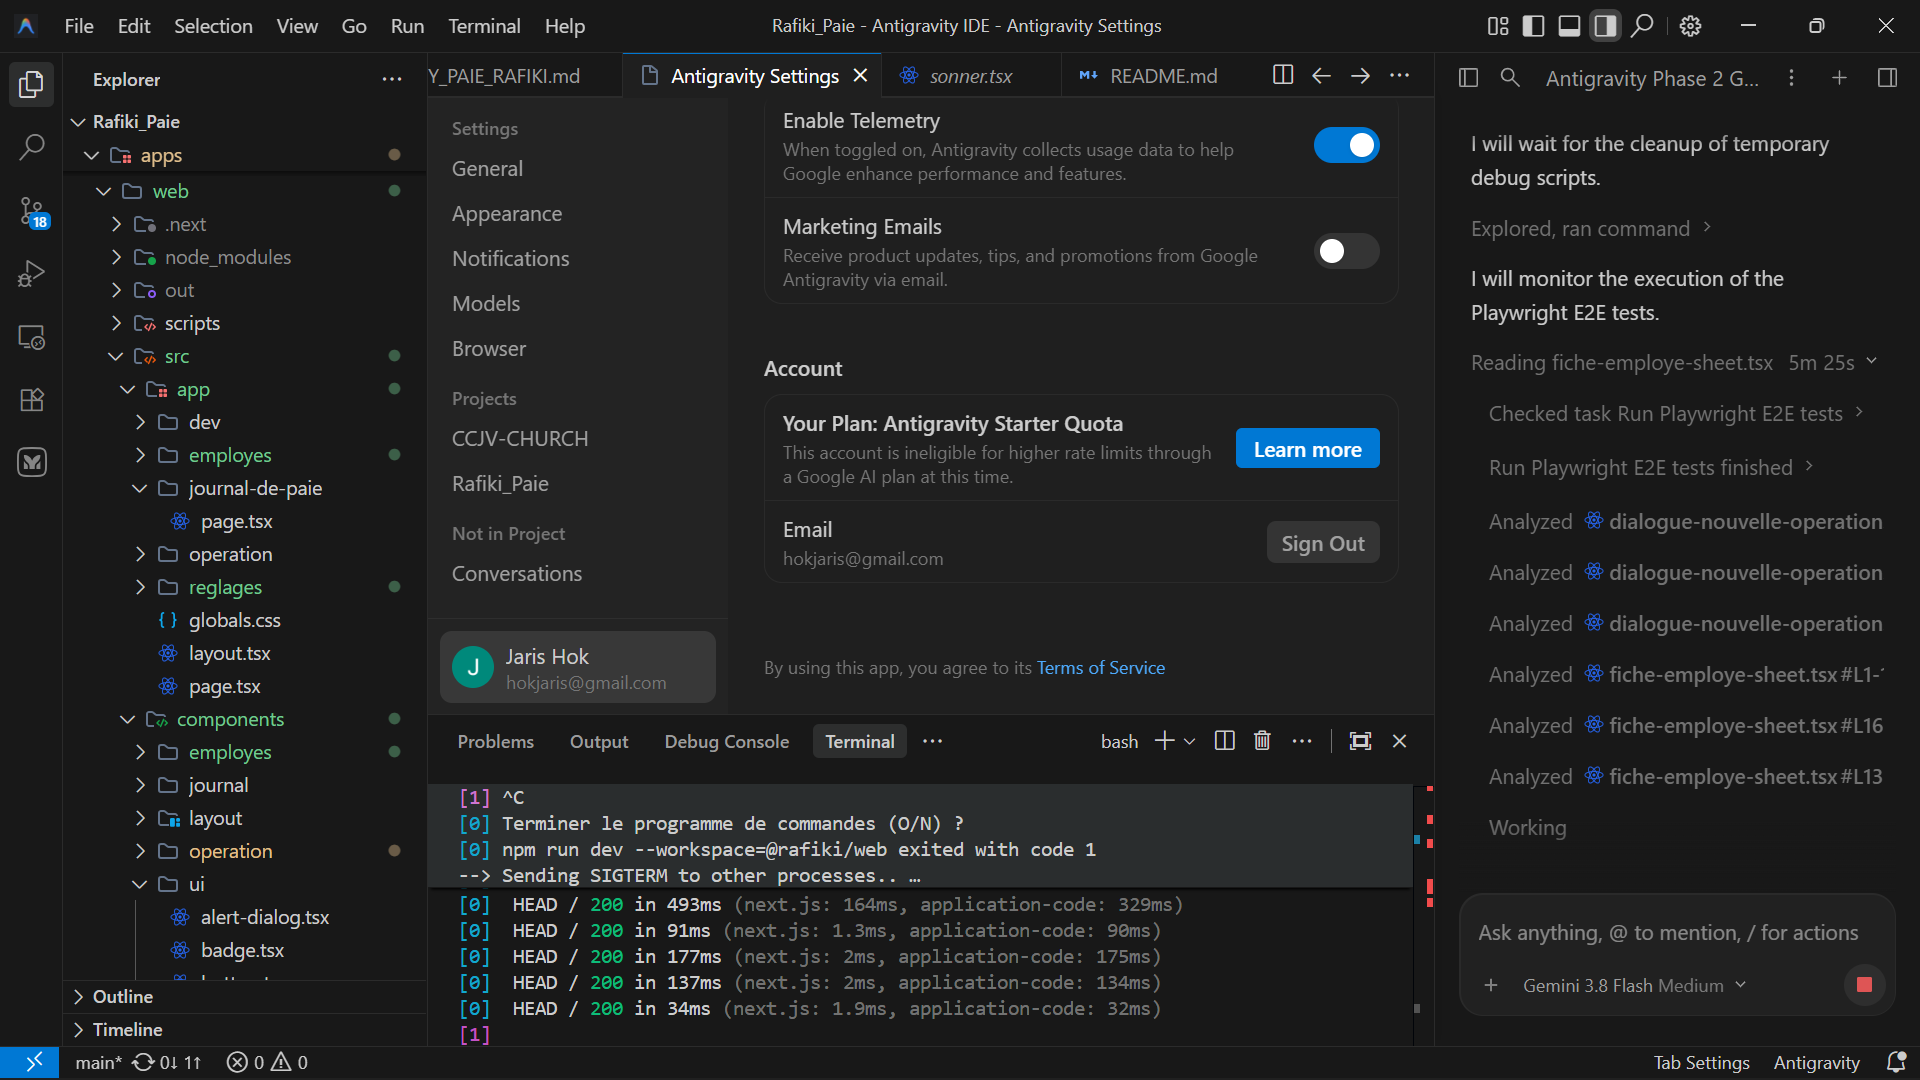 File Edit Selection View Go Run Terminal Help
Rafiki_Paie - Antigravity IDE - Antigravity Settings
Explorer
Rafiki_Paie
apps
web
.next
node_modules
out
scripts
src
app
dev
employes
journal-de-paie
page.tsx
operation
reglages
globals.css
layout.tsx
page.tsx
components
employes
journal
layout
operation
ui
alert-dialog.tsx
badge.tsx
Outline
Timeline
18
Y_PAIE_RAFIKI.md
Antigravity Settings
sonner.tsx
README.md
Settings
General
Appearance
Notifications
Models
Browser
Projects
CCJV-CHURCH
Rafiki_Paie
Not in Project
Conversations
J
Jaris Hok
hokjaris@gmail.com
Enable Telemetry
When toggled on, Antigravity collects usage data to help
Google enhance performance and features.
Marketing Emails
Receive product updates, tips, and promotions from Google
Antigravity via email.
Account
Your Plan: Antigravity Starter Quota
This account is ineligible for higher rate limits through
a Google AI plan at this time.
Learn more
Email
hokjaris@gmail.com
Sign Out
By using this app, you agree to its Terms of Service
Problems Output Debug Console Terminal
bash
[1] ^C
[0] Terminer le programme de commandes (O/N) ?
[0] npm run dev --workspace=@rafiki/web exited with code 1
--> Sending SIGTERM to other processes.. …
[0] HEAD / 200 in 493ms (next.js: 164ms, application-code: 329ms)
[0] HEAD / 200 in 91ms (next.js: 1.3ms, application-code: 90ms)
[0] HEAD / 200 in 177ms (next.js: 2ms, application-code: 175ms)
[0] HEAD / 200 in 137ms (next.js: 2ms, application-code: 134ms)
[0] HEAD / 200 in 34ms (next.js: 1.9ms, application-code: 32ms)
[1]
Antigravity Phase 2 G...
I will wait for the cleanup of temporary
debug scripts.
Explored, ran command
I will monitor the execution of the
Playwright E2E tests.
Reading fiche-employe-sheet.tsx 5m 25s
Checked task Run Playwright E2E tests
Run Playwright E2E tests finished
Analyzed dialogue-nouvelle-operation
Analyzed dialogue-nouvelle-operation
Analyzed dialogue-nouvelle-operation
Analyzed fiche-employe-sheet.tsx #L1-
Analyzed fiche-employe-sheet.tsx #L16
Analyzed fiche-employe-sheet.tsx #L13
Working
Ask anything, @ to mention, / for actions
Gemini 3.8 Flash Medium
main* 0↓ 1↑ 0 0
Tab Settings Antigravity